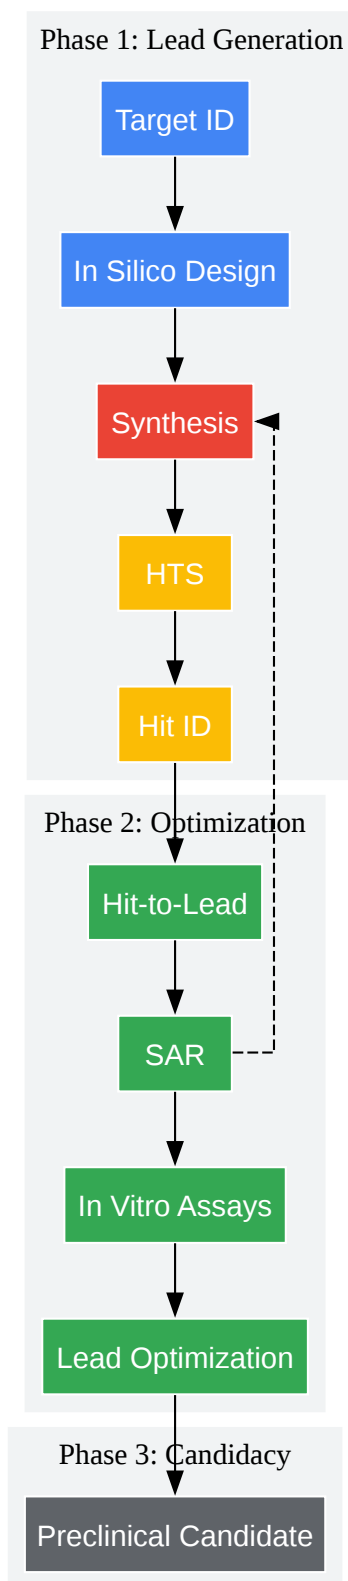 Phase 1: Lead Generation
Target ID
In Silico Design
Synthesis
HTS
Hit ID
Phase 2: Optimization
Hit-to-Lead
SAR
In Vitro Assays
Lead Optimization
Phase 3: Candidacy
Preclinical Candidate